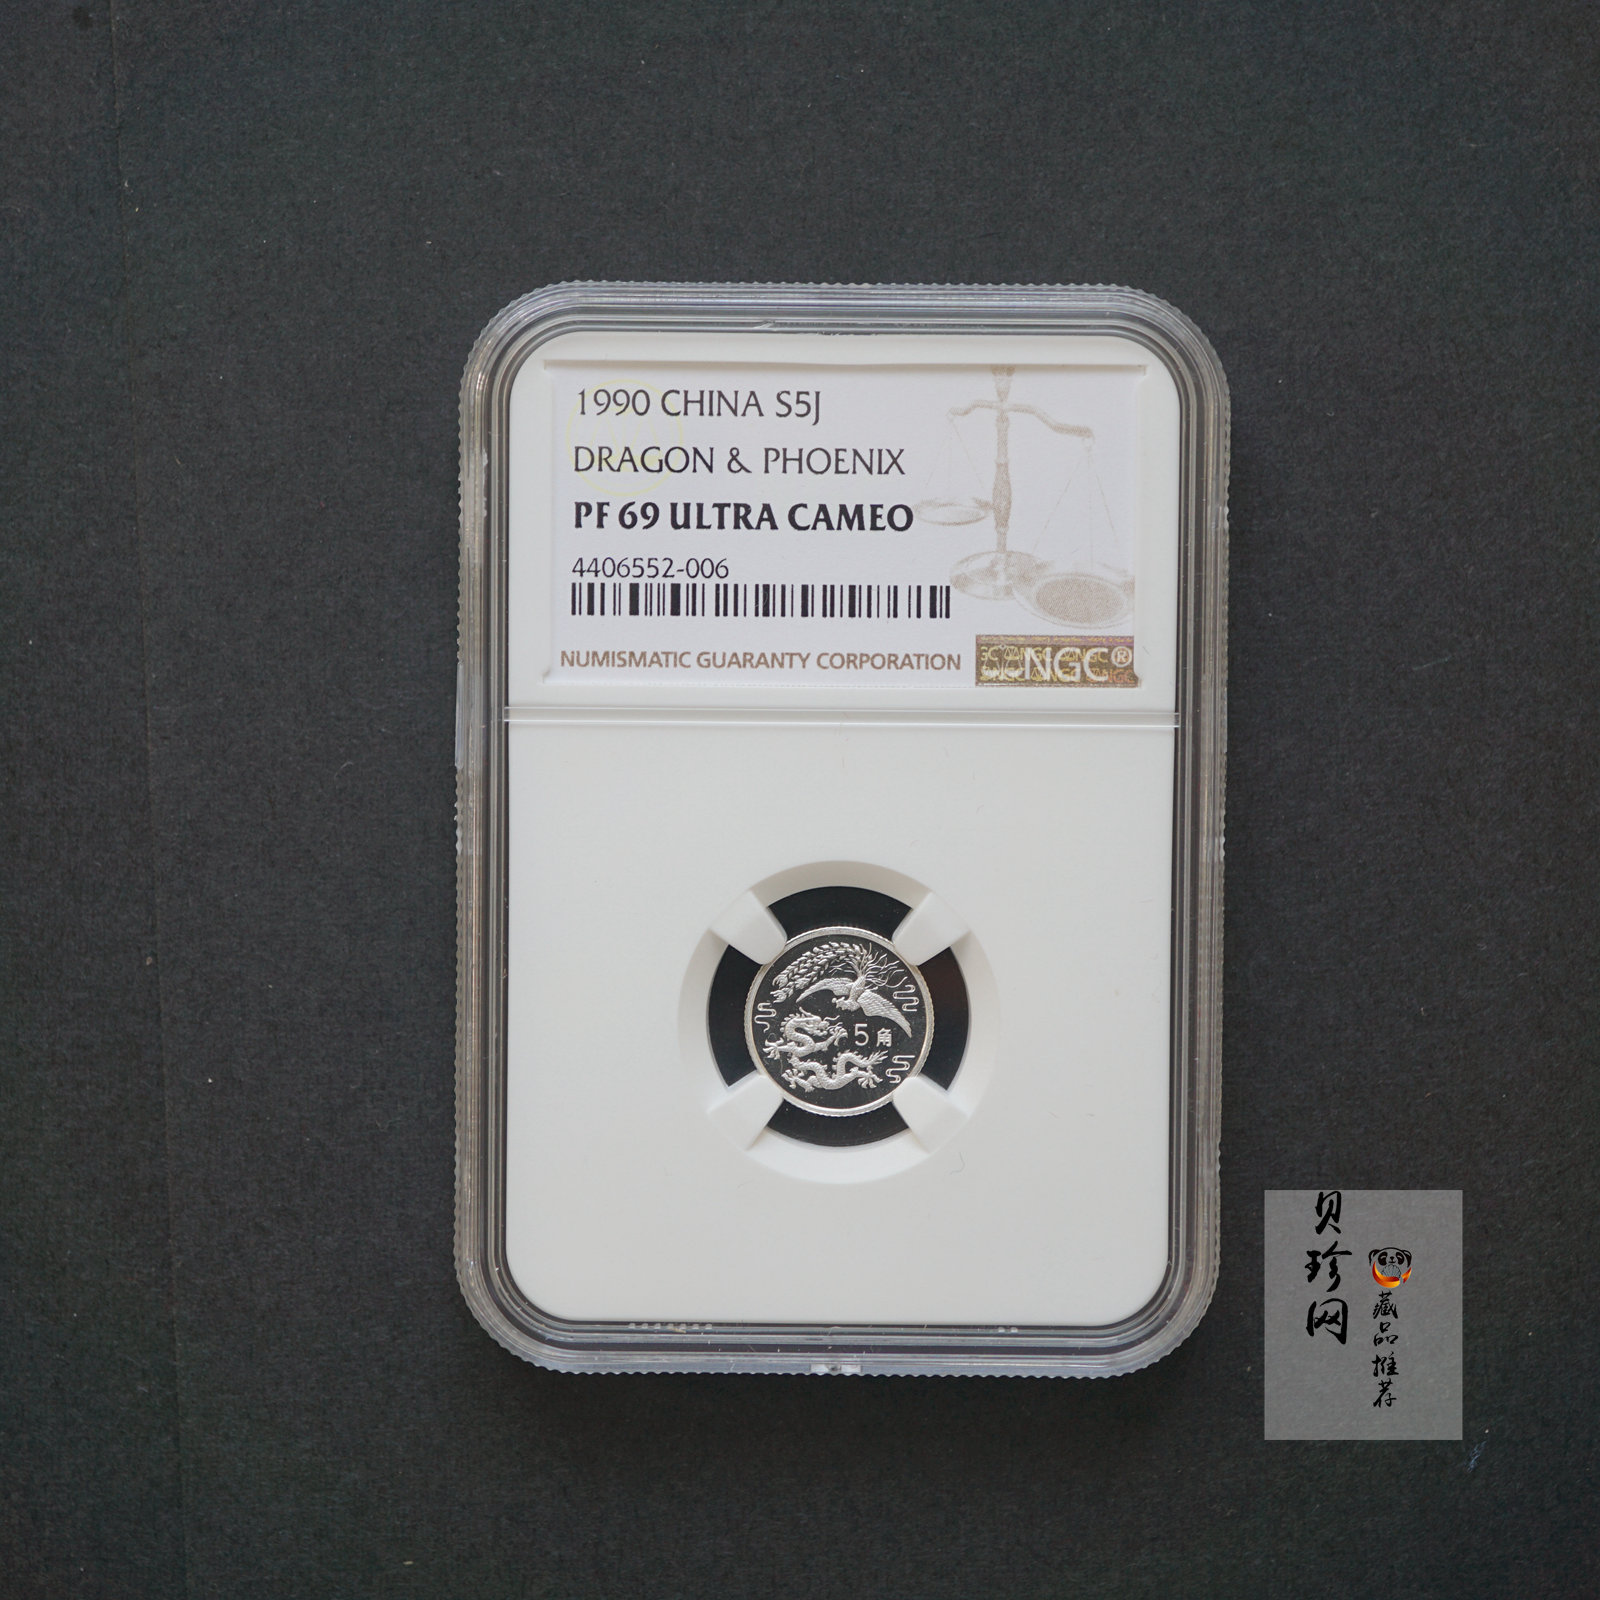 1990 CHINA S5J
DRAGON & PHOENIX
PF 69 ULTRA CAMEO
4406552-006
NUMISMATIC GUARANTY CORPORATION
NGC®
5角
贝珍网
藏品推荐